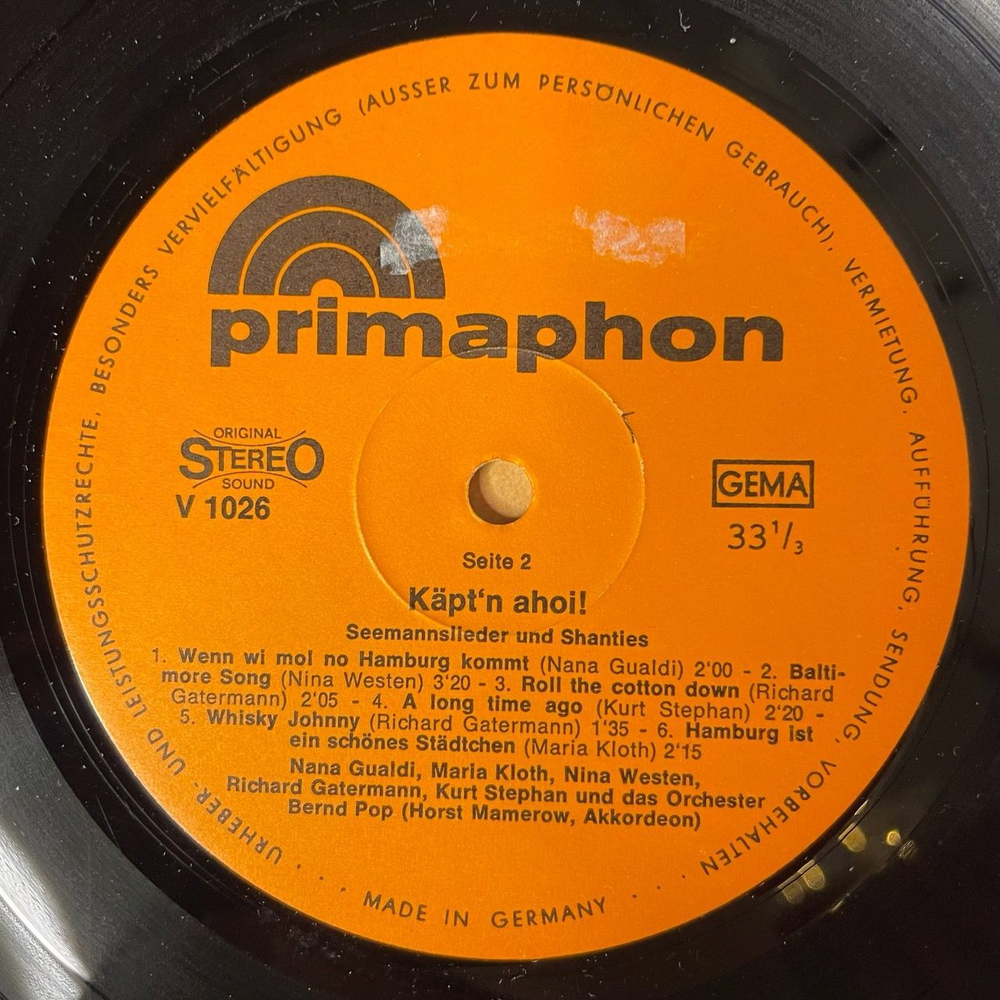 URHEBER- UND LEISTUNGSSCHUTZRECHTE, BESONDERS VERVIELFÄLTIGUNG (AUSSER ZUM PERSÖNLICHEN GEBRAUCH), VERMIETUNG, AUFFÜHRUNG, SENDUNG, VORBEHALTEN
primaphon
ORIGINAL
STEREO
SOUND
V 1026
GEMA
33 1/3
Seite 2
Käpt'n ahoi!
Seemannslieder und Shanties
1. Wenn wi mol no Hamburg kommt (Nana Gualdi) 2'00 - 2. Balti-
more Song (Nina Westen) 3'20 - 3. Roll the cotton down (Richard
Gatermann) 2'05 - 4. A long time ago (Kurt Stephan) 2'20 -
5. Whisky Johnny (Richard Gatermann) 1'35 - 6. Hamburg ist
ein schönes Städtchen (Maria Kloth) 2'15
Nana Gualdi, Maria Kloth, Nina Westen,
Richard Gatermann, Kurt Stephan und das Orchester
Bernd Pop (Horst Mamerow, Akkordeon)
MADE IN GERMANY